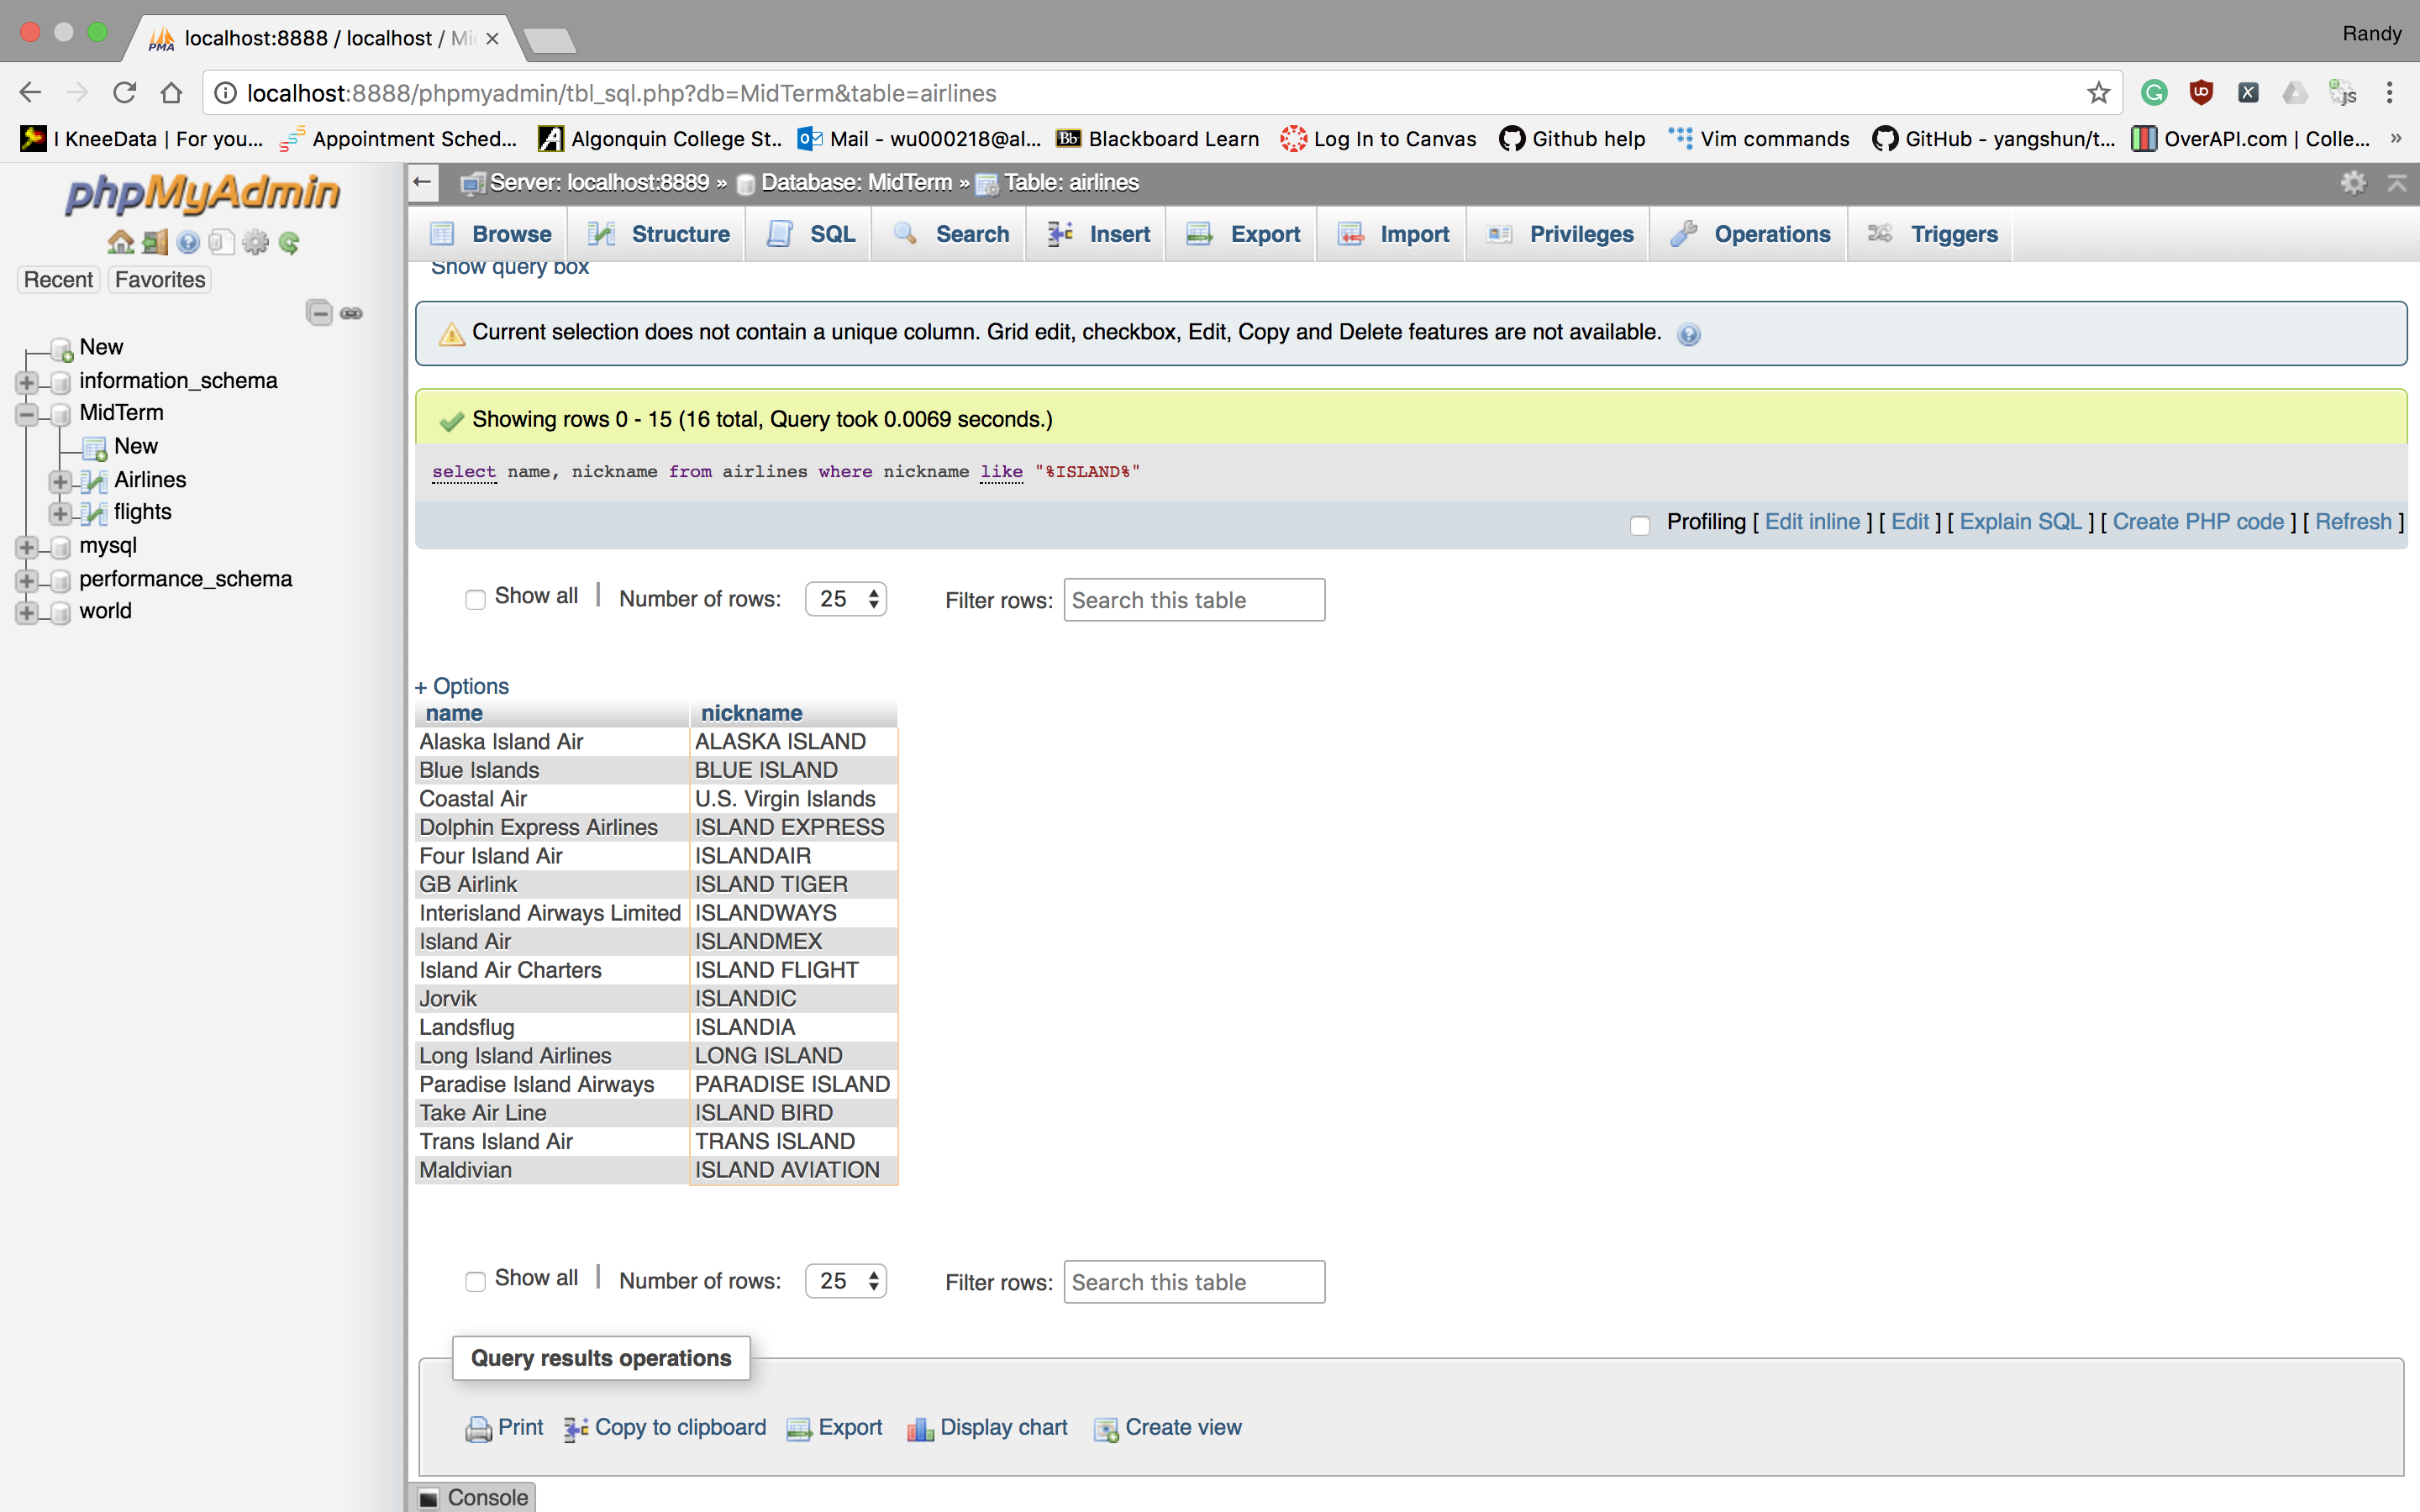 localhost:8888 / localhost / Mi
Randy
localhost:8888/phpmyadmin/tbl_sql.php?db=MidTerm&table=airlines
I KneeData | For you... Appointment Sched... Algonquin College St... Mail - wu000218@al... Blackboard Learn Log In to Canvas Github help Vim commands GitHub - yangshun/t... OverAPI.com | Colle... »
phpMyAdmin
Recent Favorites
New
information_schema
MidTerm
New
Airlines
flights
mysql
performance_schema
world
Server: localhost:8889 » Database: MidTerm » Table: airlines
Browse Structure SQL Search Insert Export Import Privileges Operations Triggers
Show query box
Current selection does not contain a unique column. Grid edit, checkbox, Edit, Copy and Delete features are not available.
Showing rows 0 - 15 (16 total, Query took 0.0069 seconds.)
select name, nickname from airlines where nickname like "%ISLAND%"
Profiling [ Edit inline ] [ Edit ] [ Explain SQL ] [ Create PHP code ] [ Refresh ]
Show all | Number of rows: 25 Filter rows: Search this table
+ Options
name nickname
Alaska Island Air ALASKA ISLAND
Blue Islands BLUE ISLAND
Coastal Air U.S. Virgin Islands
Dolphin Express Airlines ISLAND EXPRESS
Four Island Air ISLANDAIR
GB Airlink ISLAND TIGER
Interisland Airways Limited ISLANDWAYS
Island Air ISLANDMEX
Island Air Charters ISLAND FLIGHT
Jorvik ISLANDIC
Landsflug ISLANDIA
Long Island Airlines LONG ISLAND
Paradise Island Airways PARADISE ISLAND
Take Air Line ISLAND BIRD
Trans Island Air TRANS ISLAND
Maldivian ISLAND AVIATION
Show all | Number of rows: 25 Filter rows: Search this table
Query results operations
Print Copy to clipboard Export Display chart Create view
Console